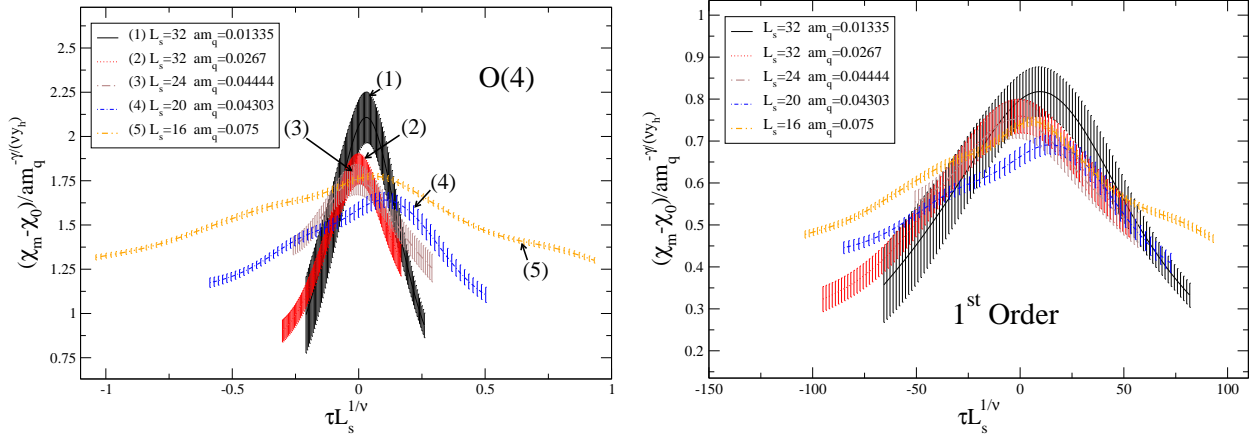 (1) L_s=32 am_q=0.01335
(2) L_s=32 am_q=0.0267
(3) L_s=24 am_q=0.04444
(4) L_s=20 am_q=0.04303
(5) L_s=16 am_q=0.075
O(4)
(1)
(2)
(3)
(4)
(5)
2.5
2.25
2
1.75
1.5
1.25
1
0.75
(χ_m-χ_0)/am_q^{-γ/(νy_h)}
-1
-0.5
0
0.5
1
τL_s^{1/ν}
L_s=32 am_q=0.01335
L_s=32 am_q=0.0267
L_s=24 am_q=0.04444
L_s=20 am_q=0.04303
L_s=16 am_q=0.075
1^{st} Order
1
0.9
0.8
0.7
0.6
0.5
0.4
0.3
0.2
(χ_m-χ_0)/am_q^{-γ/(νy_h)}
-150
-100
-50
0
50
100
τL_s^{1/ν}